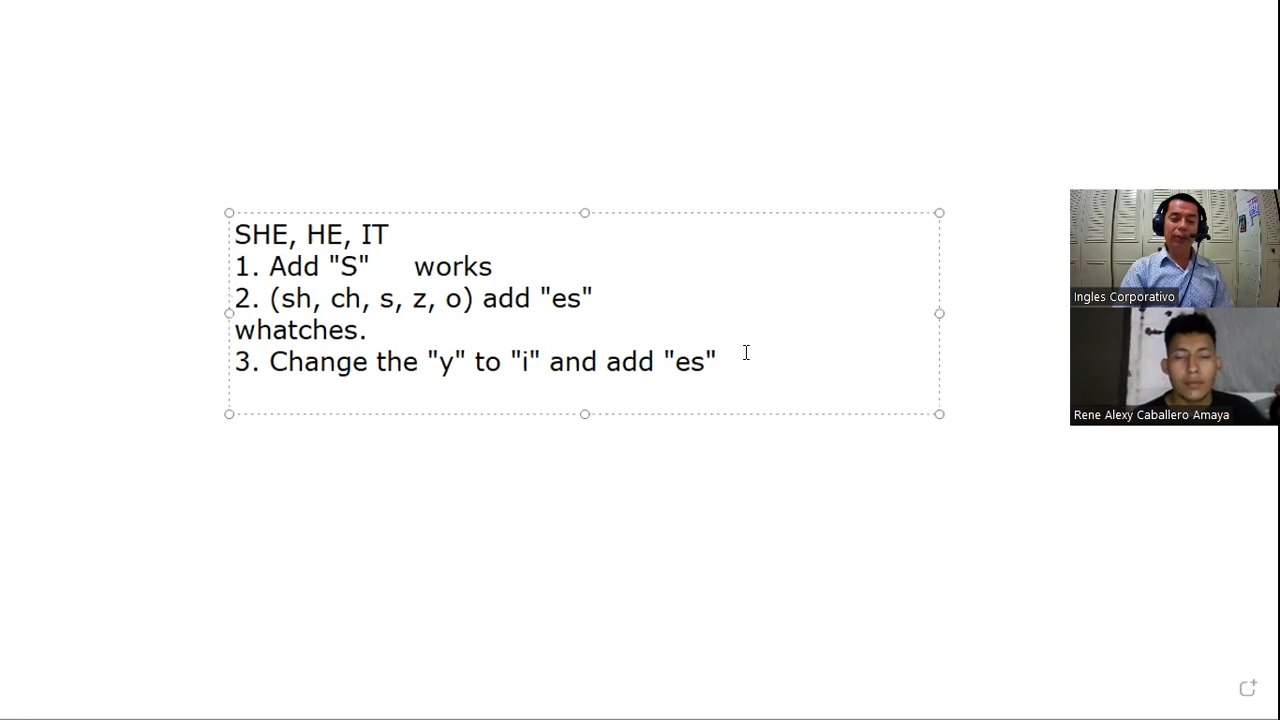 SHE, HE, IT
1. Add "S" works
2. (sh, ch, s, z, o) add "es"
whatches.
3. Change the "y" to "i" and add "es"
Ingles Corporativo
Rene Alexy Caballero Amaya